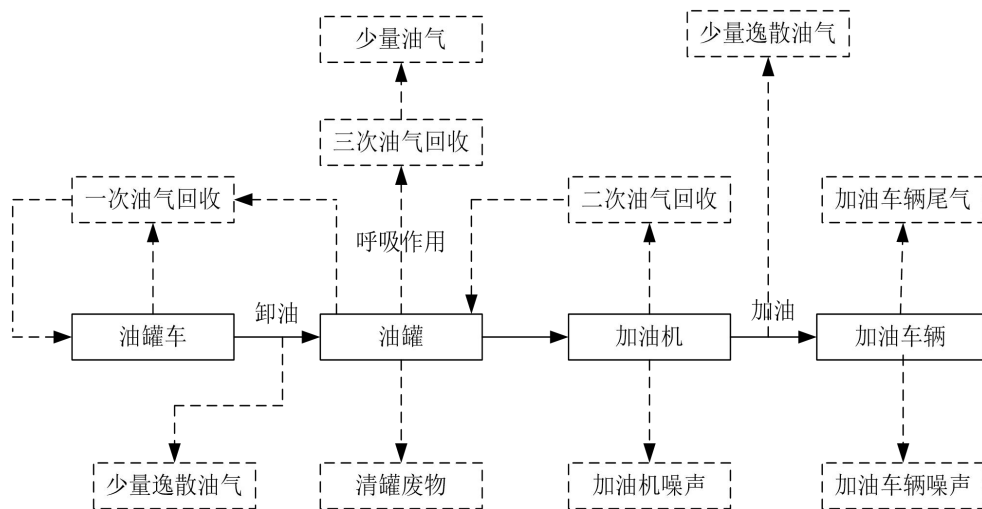 少量油气
少量逸散油气
三次油气回收
一次油气回收
二次油气回收
加油车辆尾气
呼吸作用
卸油
加油
油罐车
油罐
加油机
加油车辆
少量逸散油气
清罐废物
加油机噪声
加油车辆噪声